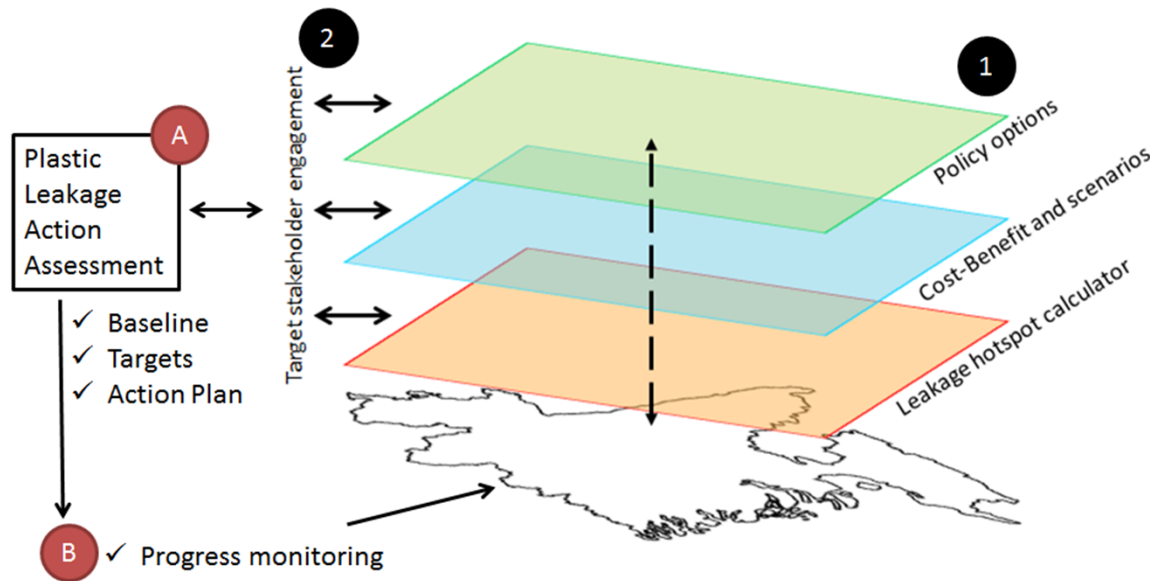 2
1
A
Plastic
Leakage
Action
Assessment
Target stakeholder engagement
Policy options
Cost-Benefit and scenarios
Leakage hotspot calculator
✓ Baseline
✓ Targets
✓ Action Plan
B
✓ Progress monitoring